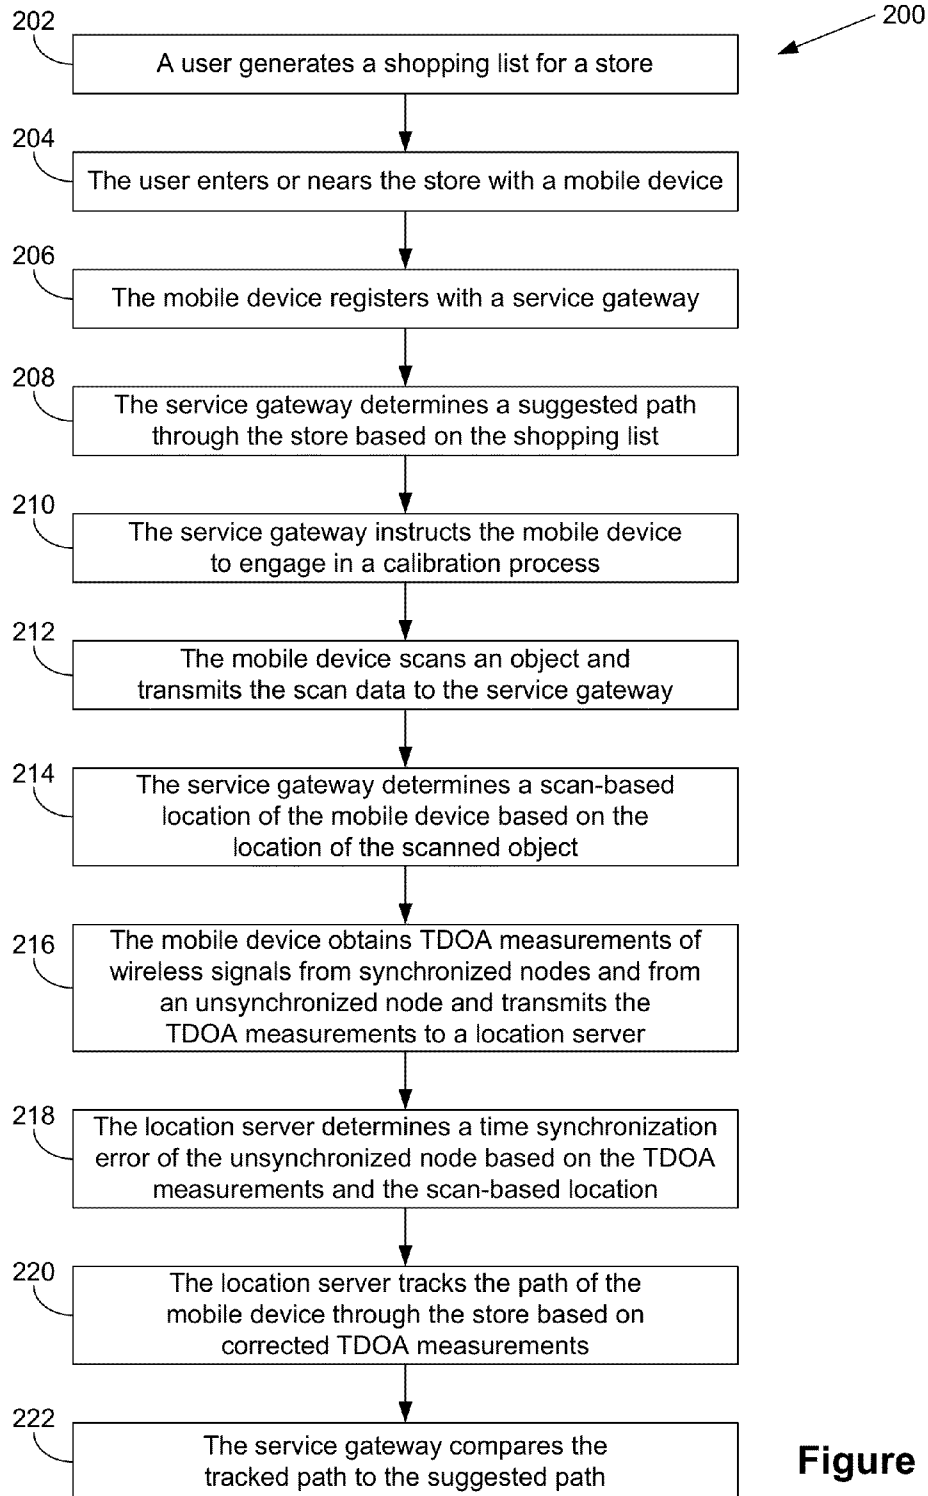 200
202
A user generates a shopping list for a store
204
The user enters or nears the store with a mobile device
206
The mobile device registers with a service gateway
208
The service gateway determines a suggested path
through the store based on the shopping list
210
The service gateway instructs the mobile device
to engage in a calibration process
212
The mobile device scans an object and
transmits the scan data to the service gateway
214
The service gateway determines a scan-based
location of the mobile device based on the
location of the scanned object
216
The mobile device obtains TDOA measurements of
wireless signals from synchronized nodes and from
an unsynchronized node and transmits the
TDOA measurements to a location server
218
The location server determines a time synchronization
error of the unsynchronized node based on the TDOA
measurements and the scan-based location
220
The location server tracks the path of the
mobile device through the store based on
corrected TDOA measurements
222
The service gateway compares the
tracked path to the suggested path
Figure